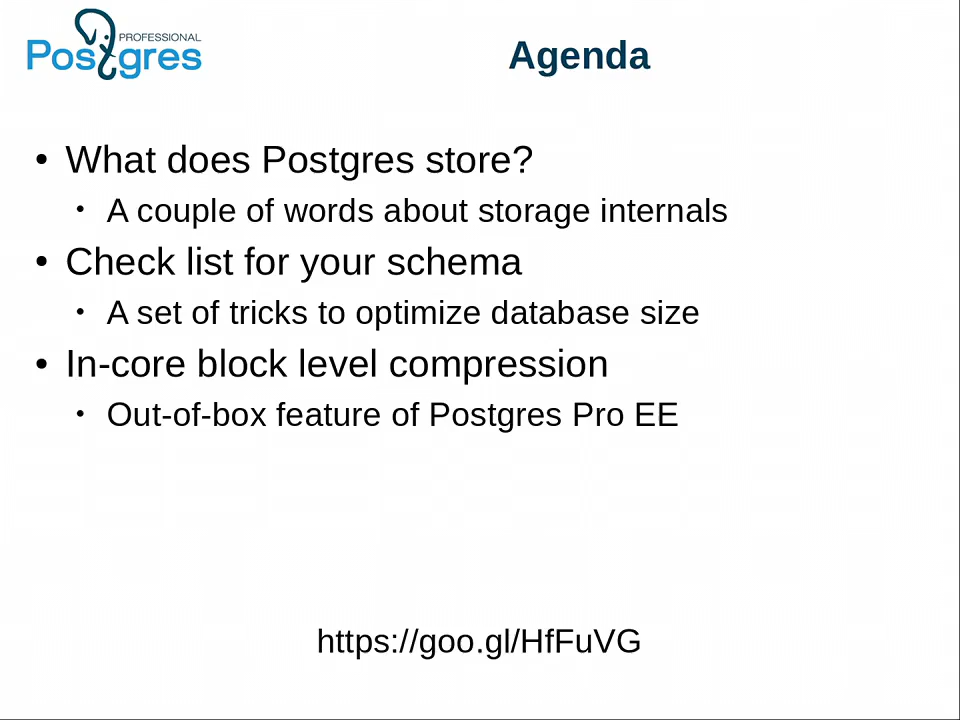 PROFESSIONAL
Postgres
Agenda
• What does Postgres store?
• A couple of words about storage internals
• Check list for your schema
• A set of tricks to optimize database size
• In-core block level compression
• Out-of-box feature of Postgres Pro EE
https://goo.gl/HfFuVG